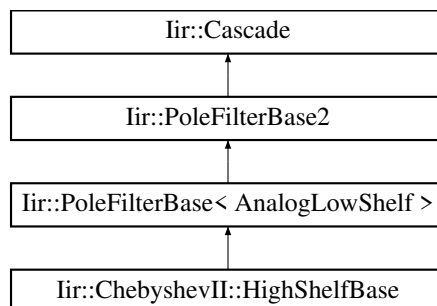 Iir::Cascade
Iir::PoleFilterBase2
Iir::PoleFilterBase< AnalogLowShelf >
Iir::ChebyshevII::HighShelfBase